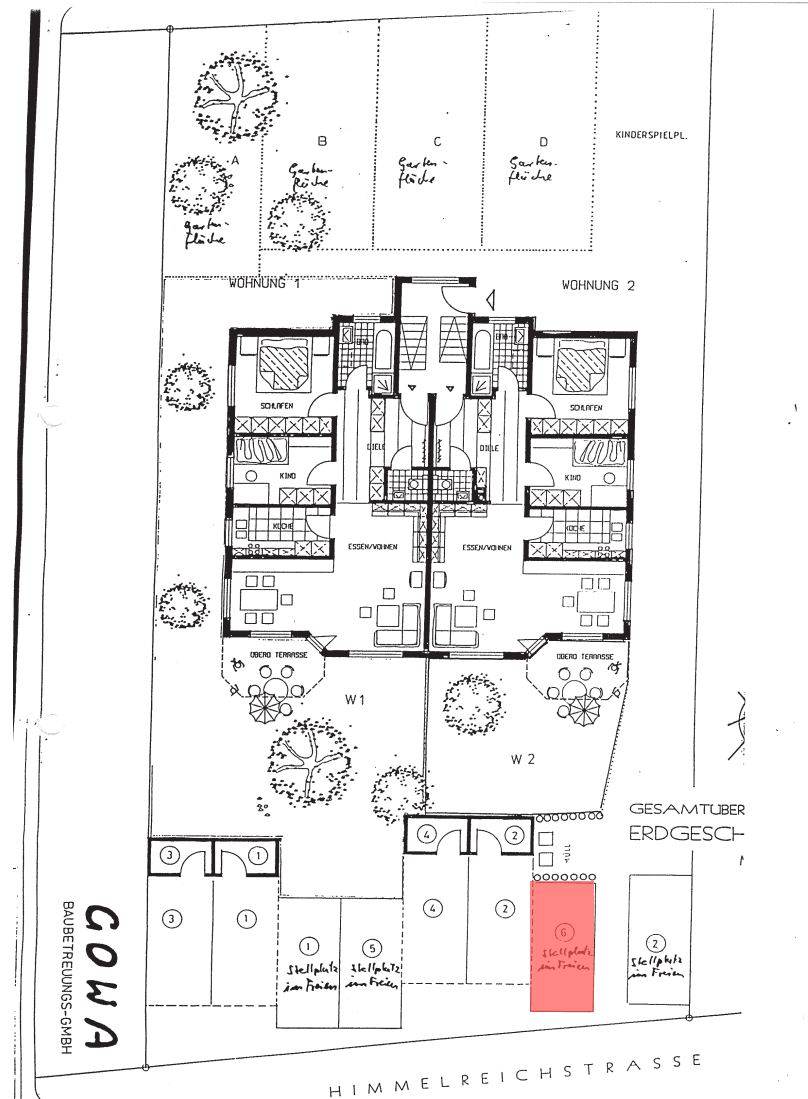 KINDERSPIELPL.
A
Garten-
fläche
B
Garten-
fläche
C
Garten-
fläche
D
Garten-
fläche
WOHNUNG 1
WOHNUNG 2
BAD
BAD
SCHLAFEN
SCHLAFEN
DIELE
DIELE
KIND
KIND
KÜCHE
KÜCHE
ESSEN/WOHNEN
ESSEN/WOHNEN
ÜBERD TERRASSE
ÜBERD TERRASSE
W 1
W 2
GESAMTÜBER
ERDGESCH
3
1
4
2
3
1
4
2
1
Stellplatz
im Freien
5
Stellplatz
im Freien
6
Stellplatz
im Freien
2
Stellplatz
im Freien
GOWA
BAUBETREUUNGS-GMBH
HIMMELREICHSTRASSE